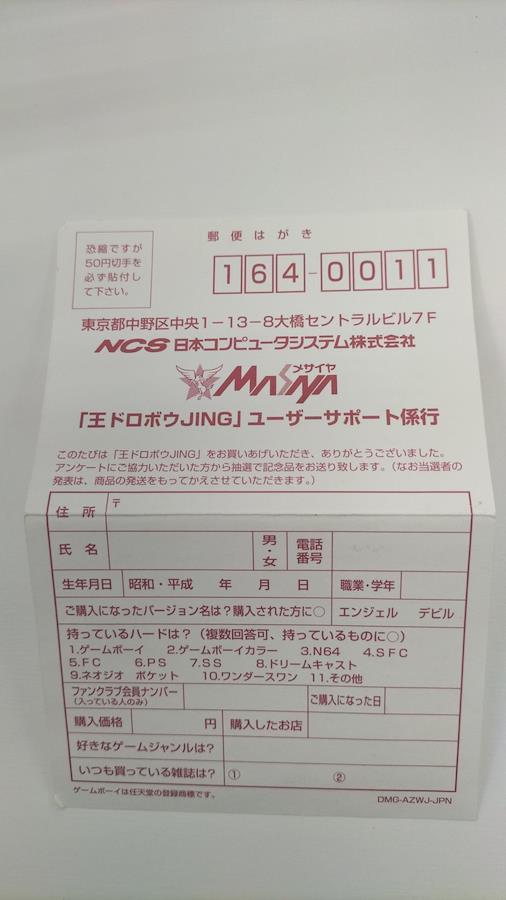 郵便はがき
恐縮ですが
50円切手を
必ず貼付し
て下さい。
164-0011
東京都中野区中央1-13-8大橋セントラルビル7F
NCS 日本コンピュータシステム株式会社
メサイヤ
MASAYA
「王ドロボウJING」ユーザーサポート係行
このたびは「王ドロボウJING」をお買いあげいただき、ありがとうございました。
アンケートにご協力いただいた方から抽選で記念品をお送り致します。(なお当選者の
発表は、商品の発送をもってかえさせていただきます。)
住所 〒
氏名 男・女 電話番号
生年月日 昭和・平成 年 月 日 職業・学年
ご購入になったバージョン名は?購入された方に○ エンジェル デビル
持っているハードは?(複数回答可、持っているものに○)
1.ゲームボーイ 2.ゲームボーイカラー 3.N64 4.SFC
5.FC 6.PS 7.SS 8.ドリームキャスト
9.ネオジオ ポケット 10.ワンダースワン 11.その他
ファンクラブ会員ナンバー
(入っている人のみ) ご購入になった日
購入価格 円 購入したお店
好きなゲームジャンルは?
いつも買っている雑誌は? ① ②
ゲームボーイは任天堂の登録商標です。
DMG-AZWJ-JPN